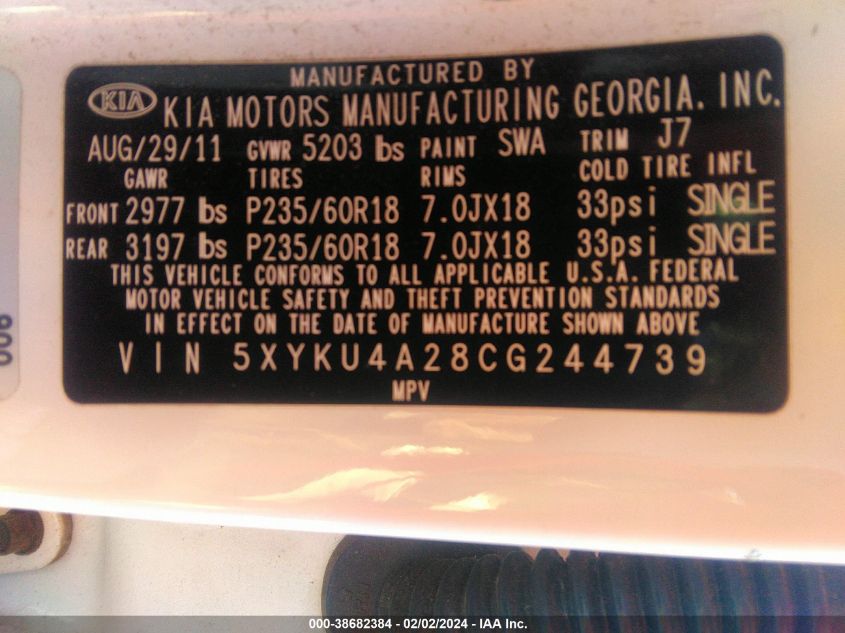 MANUFACTURED BY
KIA KIA MOTORS MANUFACTURING GEORGIA. INC.
AUG/29/11 GVWR 5203 lbs PAINT SWA TRIM J7
GAWR TIRES RIMS COLD TIRE INFL
FRONT 2977 lbs P235/60R18 7.0JX18 33psi SINGLE
REAR 3197 lbs P235/60R18 7.0JX18 33psi SINGLE
THIS VEHICLE CONFORMS TO ALL APPLICABLE U.S.A. FEDERAL
MOTOR VEHICLE SAFETY AND THEFT PREVENTION STANDARDS
IN EFFECT ON THE DATE OF MANUFACTURE SHOWN ABOVE
VIN 5XYKU4A28CG244739
MPV
000-38682384 - 02/02/2024 - IAA Inc.